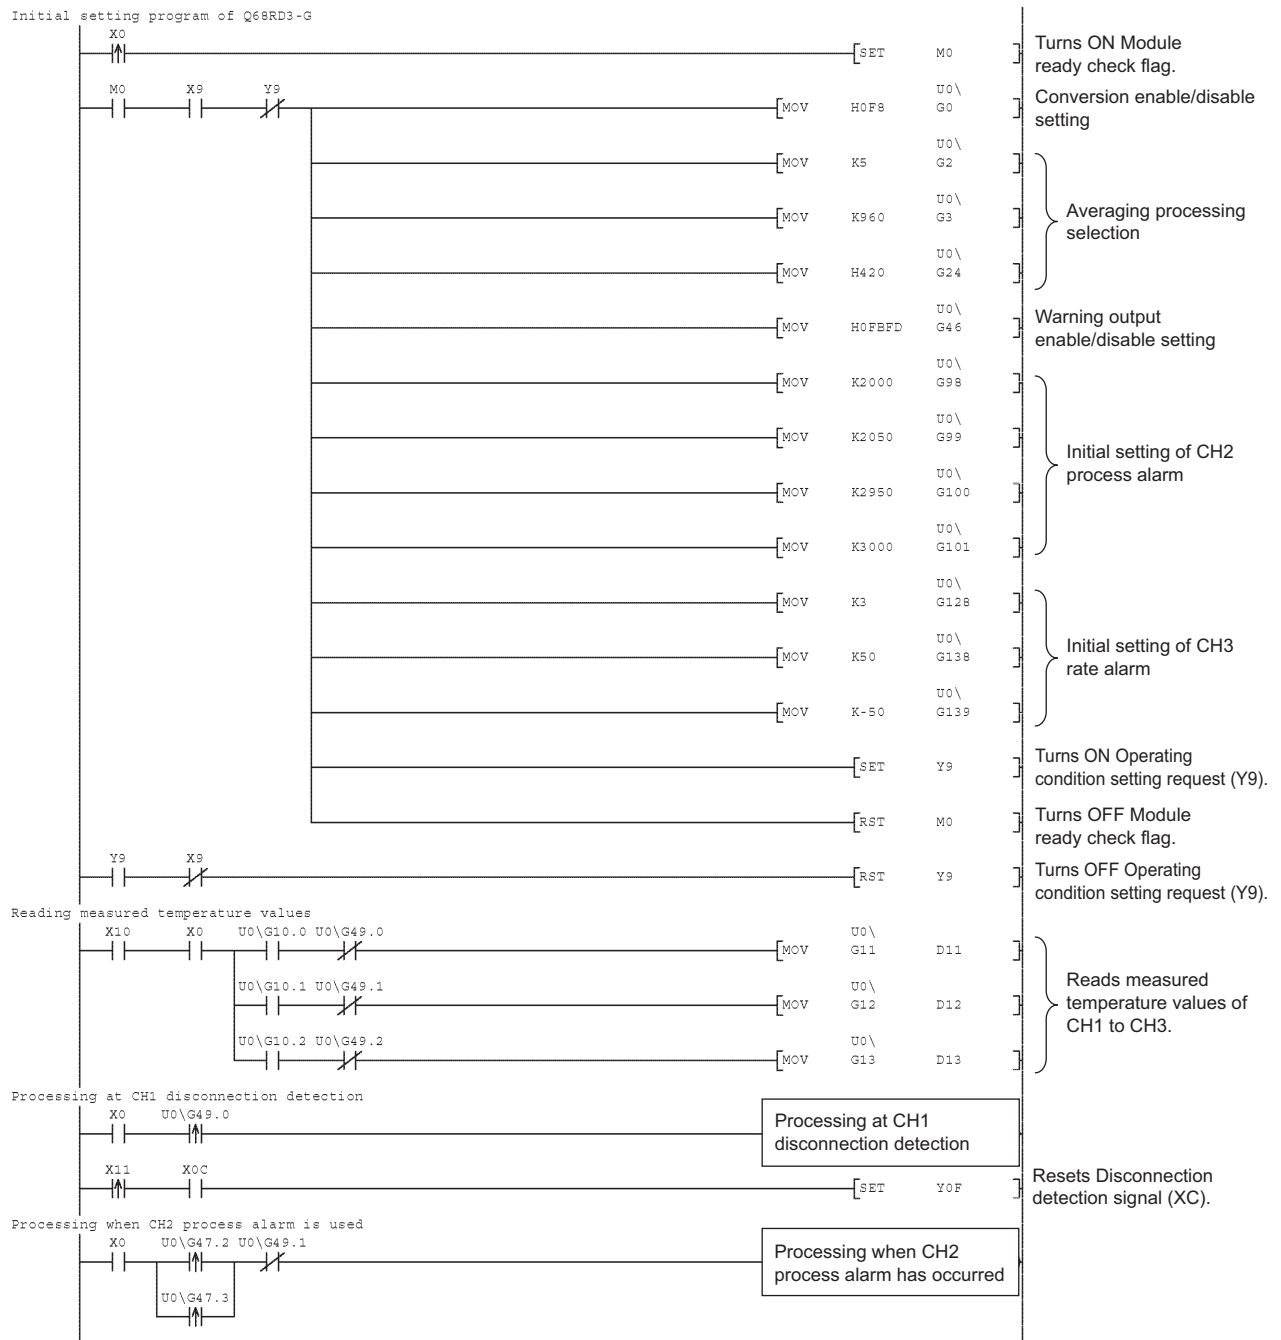 Initial setting program of Q68RD3-G
X0
SET M0
Turns ON Module
ready check flag.
M0 X9 Y9
U0\
MOV H0F8 G0
Conversion enable/disable
setting
U0\
MOV K5 G2
U0\
MOV K960 G3
Averaging processing
selection
U0\
MOV H420 G24
U0\
MOV H0FBFD G46
Warning output
enable/disable setting
U0\
MOV K2000 G98
U0\
MOV K2050 G99
Initial setting of CH2
process alarm
U0\
MOV K2950 G100
U0\
MOV K3000 G101
U0\
MOV K3 G128
U0\
MOV K50 G138
Initial setting of CH3
rate alarm
U0\
MOV K-50 G139
SET Y9
Turns ON Operating
condition setting request (Y9).
RST M0
Turns OFF Module
ready check flag.
Y9 X9
RST Y9
Turns OFF Operating
condition setting request (Y9).
Reading measured temperature values
X10 X0 U0\G10.0 U0\G49.0
U0\
MOV G11 D11
U0\G10.1 U0\G49.1
U0\
MOV G12 D12
Reads measured
temperature values of
CH1 to CH3.
U0\G10.2 U0\G49.2
U0\
MOV G13 D13
Processing at CH1 disconnection detection
X0 U0\G49.0
Processing at CH1
disconnection detection
X11 X0C
SET Y0F
Resets Disconnection
detection signal (XC).
Processing when CH2 process alarm is used
X0 U0\G47.2 U0\G49.1
Processing when CH2
process alarm has occurred
U0\G47.3